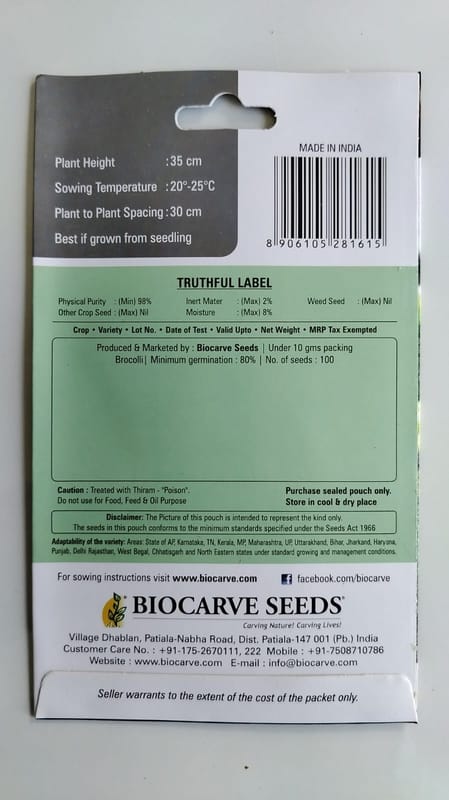 Plant Height : 35 cm
Sowing Temperature : 20°-25°C
Plant to Plant Spacing : 30 cm
Best if grown from seedling
MADE IN INDIA
8 906105 281615
TRUTHFUL LABEL
Physical Purity : (Min) 98% Inert Mater : (Max) 2% Weed Seed : (Max) Nil
Other Crop Seed : (Max) Nil Moisture : (Max) 8%
Crop • Variety • Lot No. • Date of Test • Valid Upto • Net Weight • MRP Tax Exempted
Produced & Marketed by : Biocarve Seeds | Under 10 gms packing
Brocolli| Minimum germination : 80% | No. of seeds : 100
Caution : Treated with Thiram - "Poison".
Do not use for Food, Feed & Oil Purpose
Purchase sealed pouch only.
Store in cool & dry place
Disclaimer: The Picture of this pouch is intended to represent the kind only.
The seeds in this pouch conforms to the minimum standards specified under the Seeds Act 1966
Adaptability of the variety: Areas: State of AP, Karnataka, TN, Kerala, MP, Maharashtra, UP, Uttarakhand, Bihar, Jharkand, Haryana,
Punjab, Delhi Rajasthan, West Begal, Chhatisgarh and North Eastern states under standard growing and management conditions.
For sowing instructions visit www.biocarve.com facebook.com/biocarve
BIOCARVE SEEDS®
Carving Nature! Carving Lives!
Village Dhablan, Patiala-Nabha Road, Dist. Patiala-147 001 (Pb.) India
Customer Care No. : +91-175-2670111, 222 Mobile : +91-7508710786
Website : www.biocarve.com E-mail : info@biocarve.com
Seller warrants to the extent of the cost of the packet only.